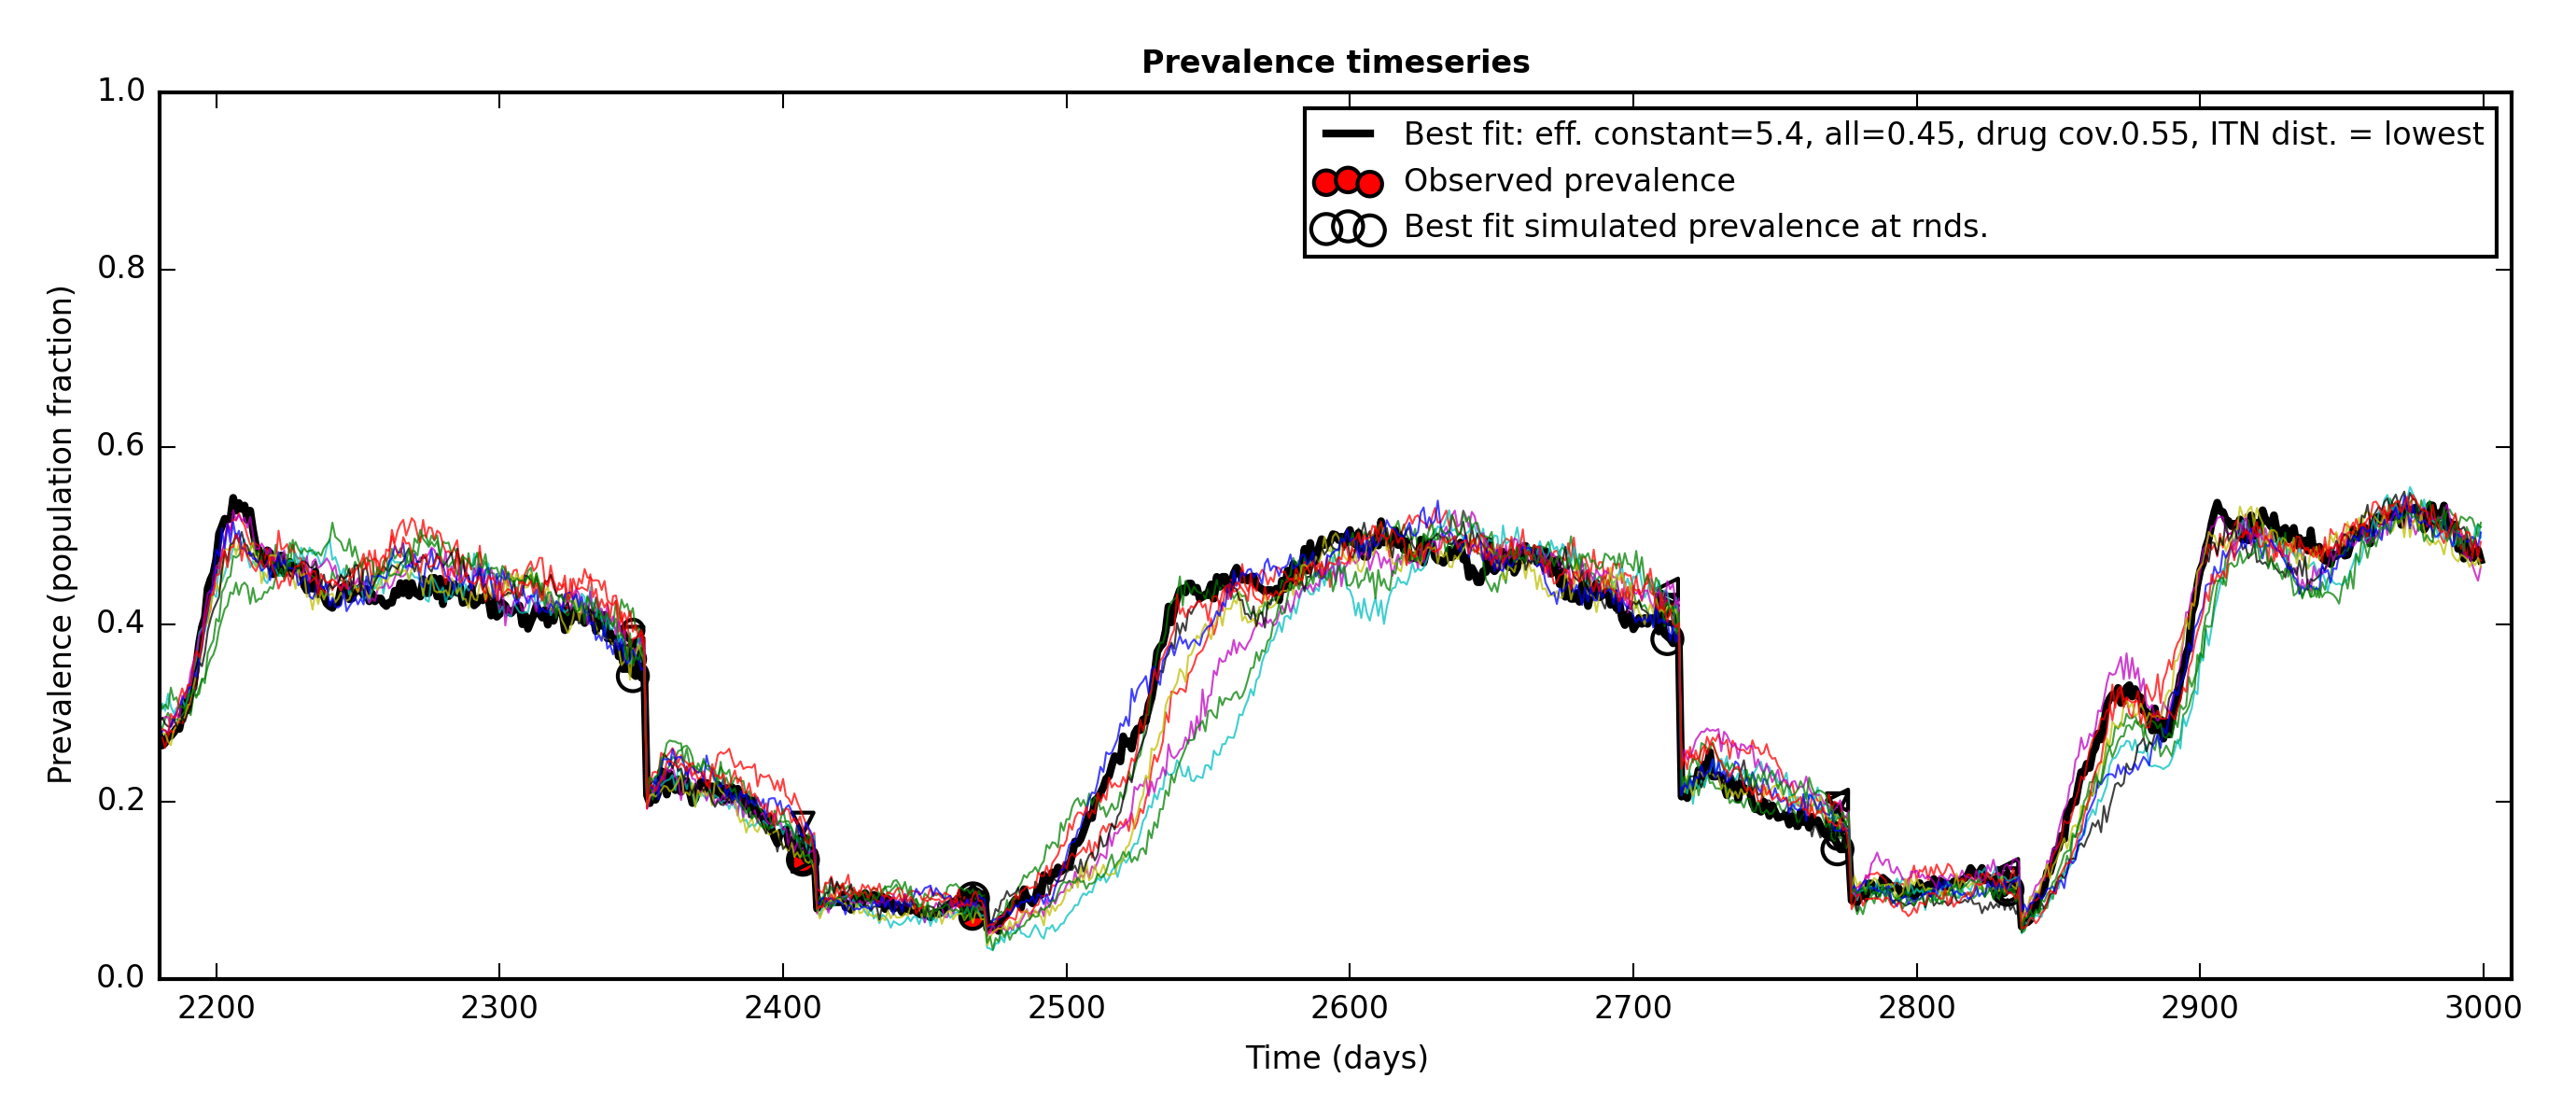 Prevalence timeseries
Best fit: eff. constant=5.4, all=0.45, drug cov.0.55, ITN dist. = lowest
Observed prevalence
Best fit simulated prevalence at rnds.
Prevalence (population fraction)
1.0
0.8
0.6
0.4
0.2
0.0
2200 2300 2400 2500 2600 2700 2800 2900 3000
Time (days)